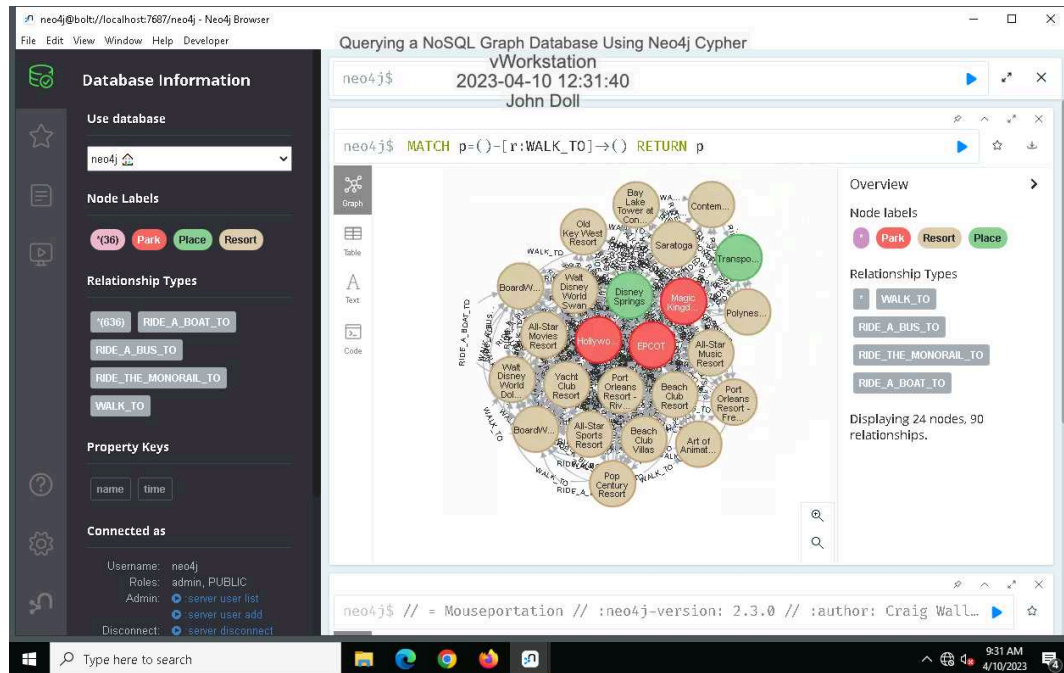 neo4j@bolt://localhost:7687/neo4j - Neo4j Browser
File Edit View Window Help Developer
Querying a NoSQL Graph Database Using Neo4j Cypher
vWorkstation
2023-04-10 12:31:40
John Doll
Database Information
Use database
neo4j
Node Labels
*(36) Park Place Resort
Relationship Types
*(636) RIDE_A_BOAT_TO
RIDE_A_BUS_TO
RIDE_THE_MONORAIL_TO
WALK_TO
Property Keys
name time
Connected as
Username: neo4j
Roles: admin, PUBLIC
Admin: :server user list
:server user add
Disconnect: :server disconnect
neo4j$
neo4j$ MATCH p=()-[r:WALK_TO]→() RETURN p
Graph
Table
Text
Code
Bay Lake Tower at Con...
Contem...
Old Key West Resort
Saratoga
Transpo...
WALK_TO
BoardW...
Walt Disney World Swan
Disney Springs
Magic Kingd...
Polynes...
RIDE_A_BOAT_TO
All-Star Movies Resort
Hollywo...
EPCOT
All-Star Music Resort
Walt Disney World Dol...
Yacht Club Resort
Port Orleans Resort - Riv...
Beach Club Resort
Port Orleans Resort - Fre...
WALK_TO
BoardW...
All-Star Sports Resort
Beach Club Villas
Art of Animat...
WALK_TO
Pop Century Resort
WALK_TO
Overview
Node labels
* Park Resort Place
Relationship Types
* WALK_TO
RIDE_A_BUS_TO
RIDE_THE_MONORAIL_TO
RIDE_A_BOAT_TO
Displaying 24 nodes, 90
relationships.
neo4j$ // = Mouseportation // :neo4j-version: 2.3.0 // :author: Craig Wall…
Type here to search
9:31 AM
4/10/2023
4